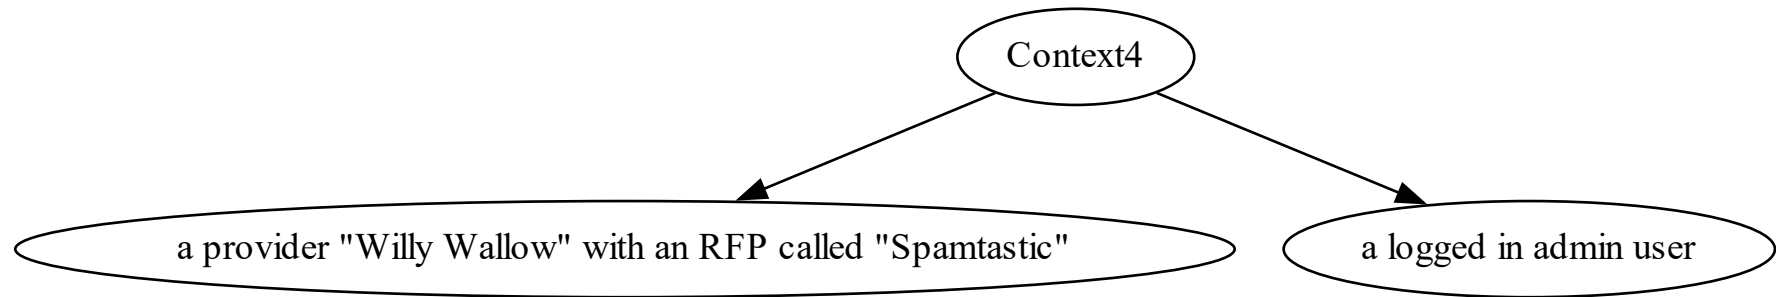 Context4
a provider "Willy Wallow" with an RFP called "Spamtastic"
a logged in admin user